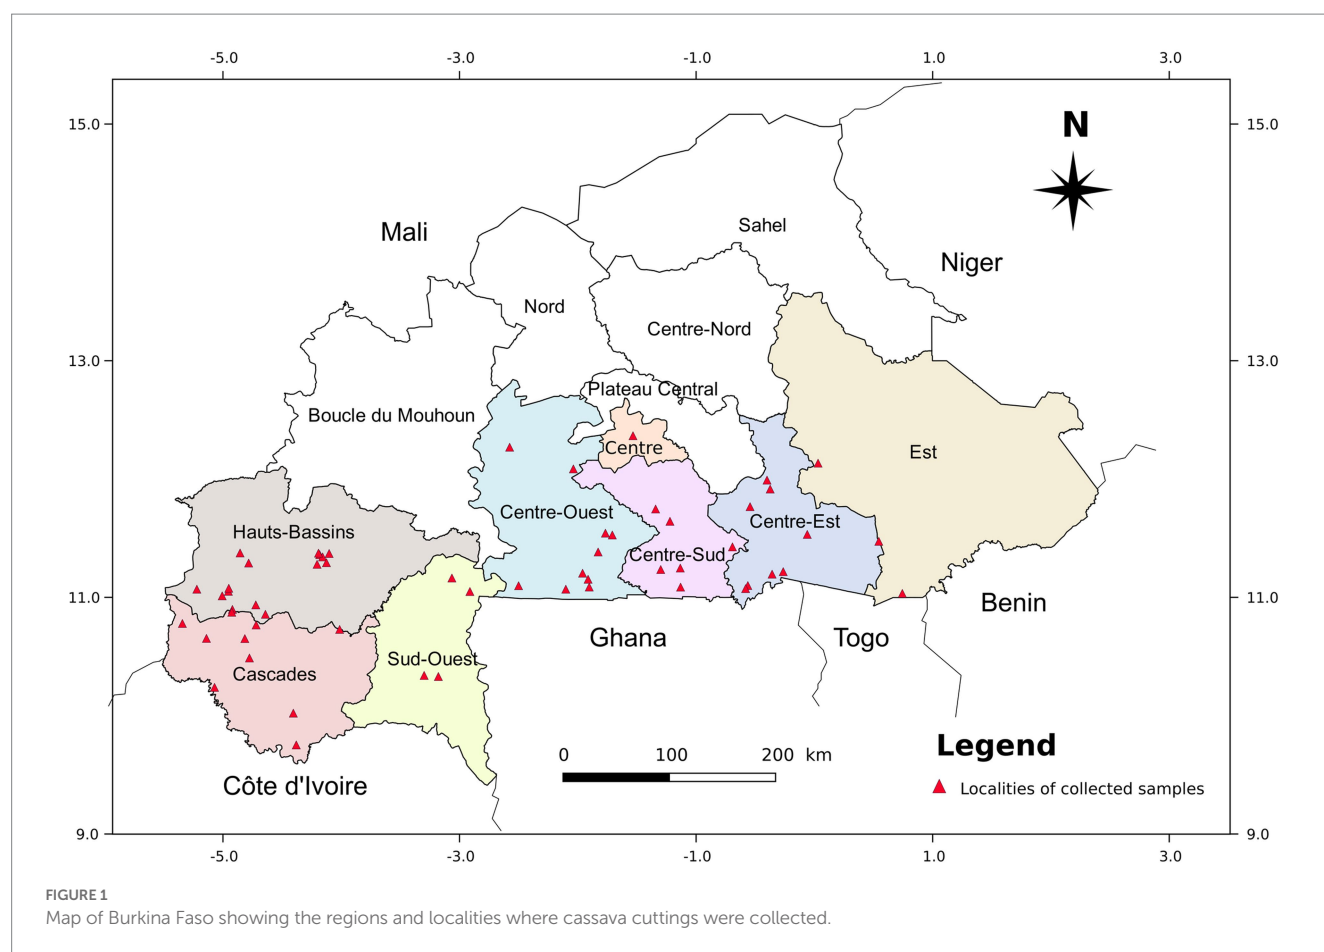 -5.0 -3.0 -1.0 1.0 3.0
15.0 15.0
N
Mali
Sahel
Niger
Nord
Centre-Nord
13.0 13.0
Plateau Central
Boucle du Mouhoun
Centre
Est
Centre-Ouest
Centre-Est
Hauts-Bassins
Centre-Sud
11.0 11.0
Benin
Ghana
Togo
Sud-Ouest
Cascades
Legend
0 100 200 km
Côte d'Ivoire
Localities of collected samples
9.0 9.0
-5.0 -3.0 -1.0 1.0 3.0
FIGURE 1
Map of Burkina Faso showing the regions and localities where cassava cuttings were collected.